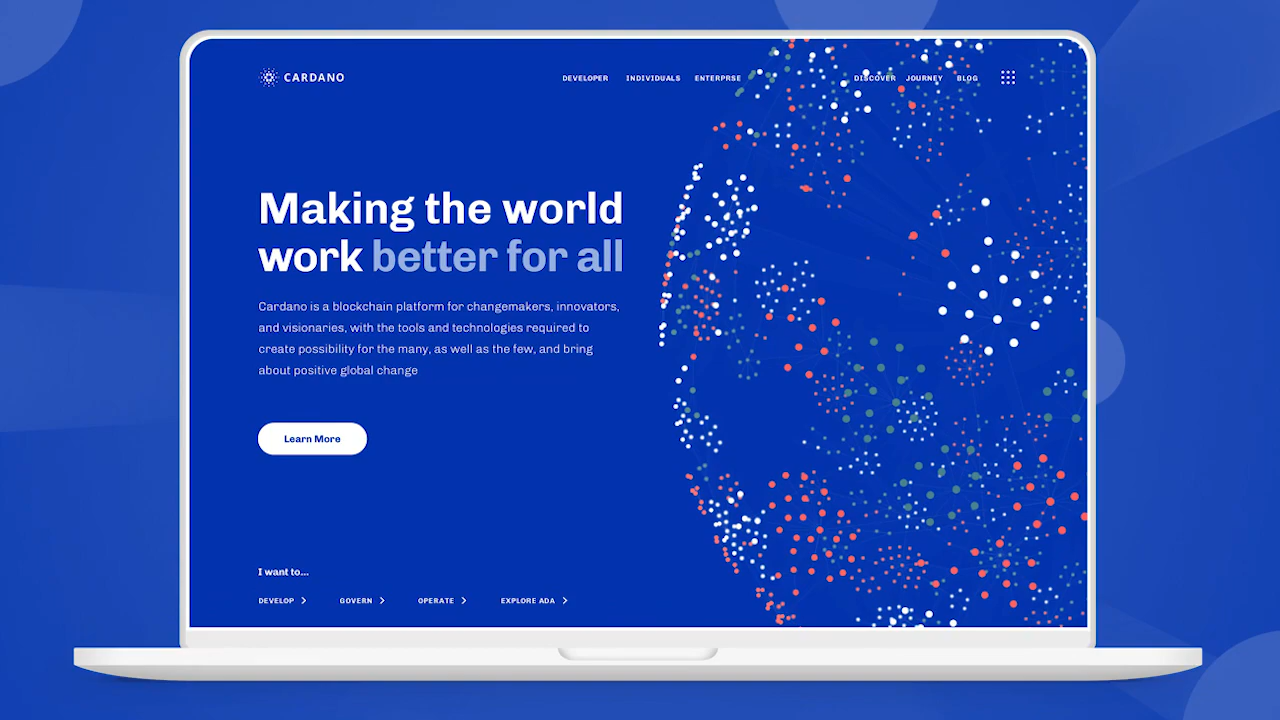 CARDANO
DEVELOPER INDIVIDUALS ENTERPRSE DISCOVER JOURNEY BLOG
Making the world
work better for all
Cardano is a blockchain platform for changemakers, innovators,
and visionaries, with the tools and technologies required to
create possibility for the many, as well as the few, and bring
about positive global change
Learn More
I want to...
DEVELOP GOVERN OPERATE EXPLORE ADA